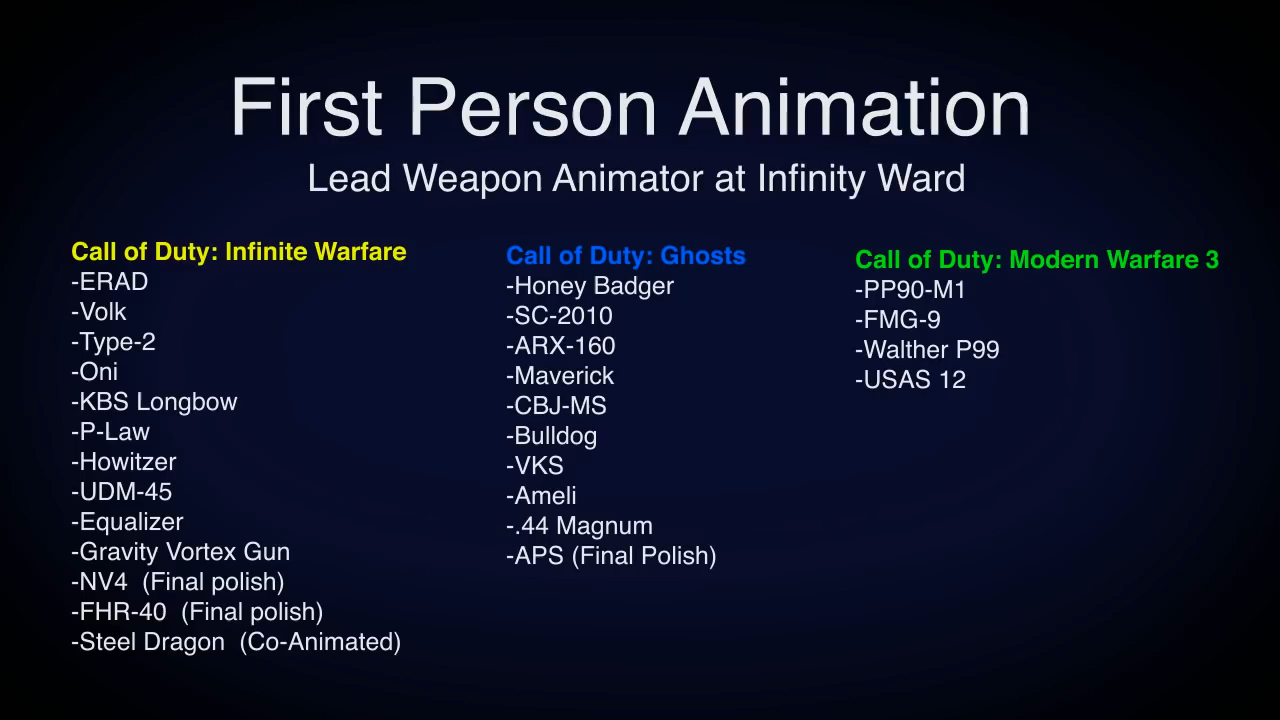 First Person Animation
Lead Weapon Animator at Infinity Ward
Call of Duty: Infinite Warfare
-ERAD
-Volk
-Type-2
-Oni
-KBS Longbow
-P-Law
-Howitzer
-UDM-45
-Equalizer
-Gravity Vortex Gun
-NV4  (Final polish)
-FHR-40  (Final polish)
-Steel Dragon  (Co-Animated)
Call of Duty: Ghosts
-Honey Badger
-SC-2010
-ARX-160
-Maverick
-CBJ-MS
-Bulldog
-VKS
-Ameli
-.44 Magnum
-APS (Final Polish)
Call of Duty: Modern Warfare 3
-PP90-M1
-FMG-9
-Walther P99
-USAS 12